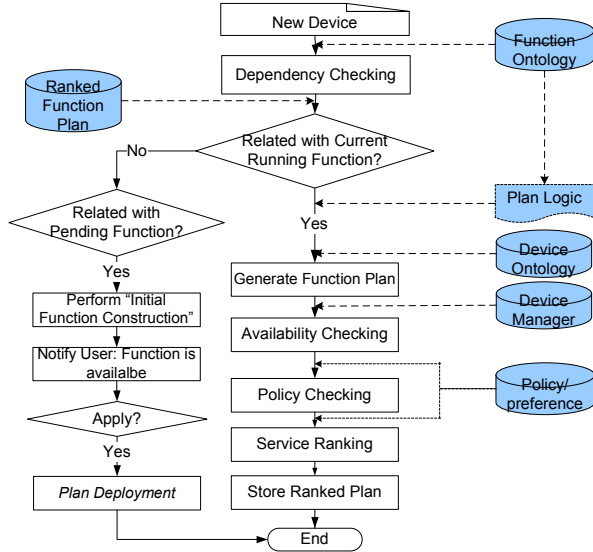 New Device
Function
Ontology
Dependency Checking
Ranked
Function
Plan
Related with Current
Running Function?
No
Plan Logic
Related with
Pending Function?
Yes
Device
Ontology
Yes
Generate Function Plan
Perform “Initial
Function Construction”
Device
Manager
Availability Checking
Notify User: Function is
availalbe
Policy Checking
Policy/
preference
Apply?
Service Ranking
Yes
Plan Deployment
Store Ranked Plan
End